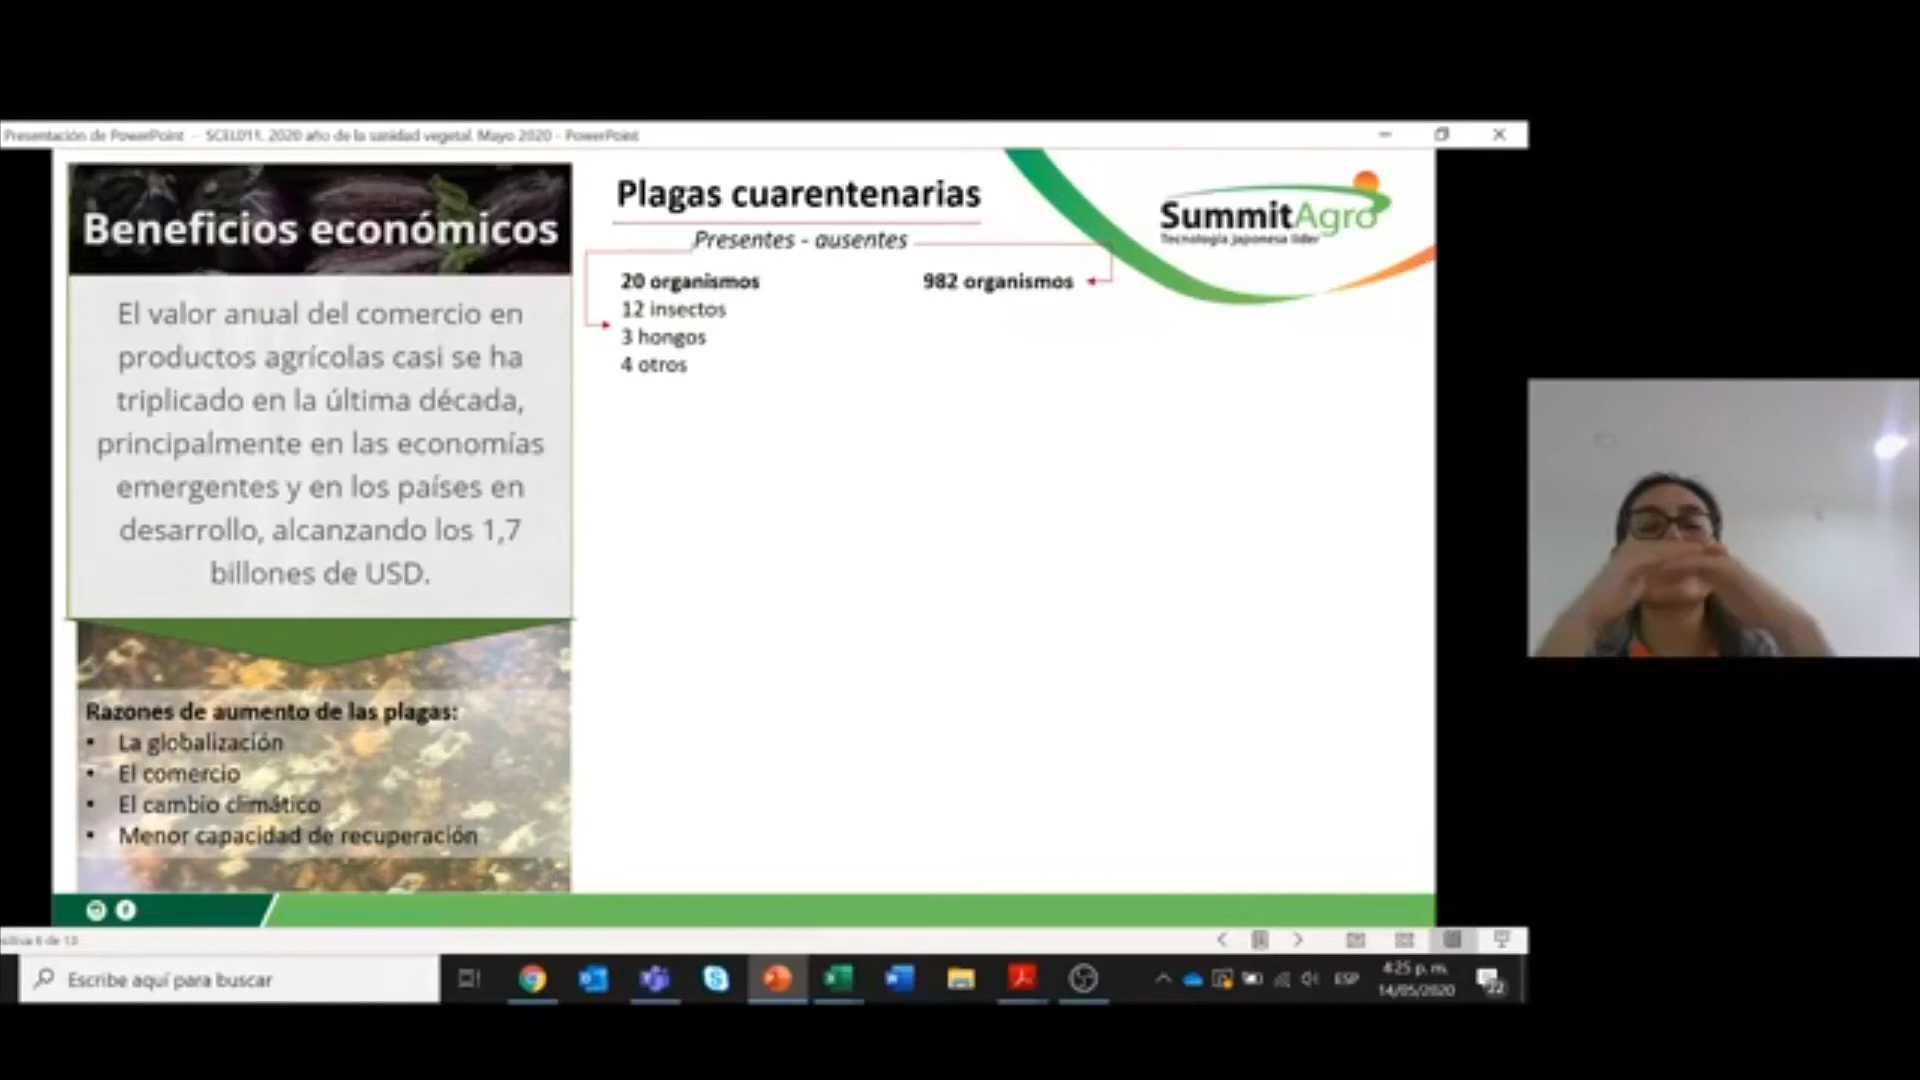 Presentación de PowerPoint - SCEL011. 2020 año de la sanidad vegetal. Mayo 2020 - PowerPoint
Beneficios económicos
El valor anual del comercio en
productos agrícolas casi se ha
triplicado en la última década,
principalmente en las economías
emergentes y en los países en
desarrollo, alcanzando los 1,7
billones de USD.
Razones de aumento de las plagas:
• La globalización
• El comercio
• El cambio climático
• Menor capacidad de recuperación
Plagas cuarentenarias
Presentes - ausentes
20 organismos
12 insectos
3 hongos
4 otros
982 organismos
SummitAgro
Tecnología japonesa líder
6 de 13
Escribe aquí para buscar
ESP
4:25 p. m.
14/05/2020
22